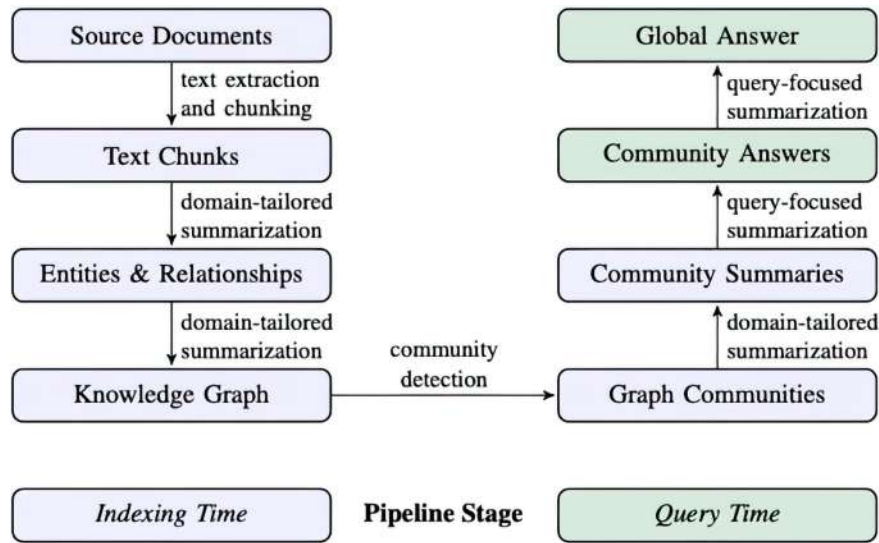 Source Documents
text extraction
and chunking
Text Chunks
domain-tailored
summarization
Entities & Relationships
domain-tailored
summarization
Knowledge Graph
community
detection
Graph Communities
domain-tailored
summarization
Community Summaries
query-focused
summarization
Community Answers
query-focused
summarization
Global Answer
Indexing Time
Pipeline Stage
Query Time